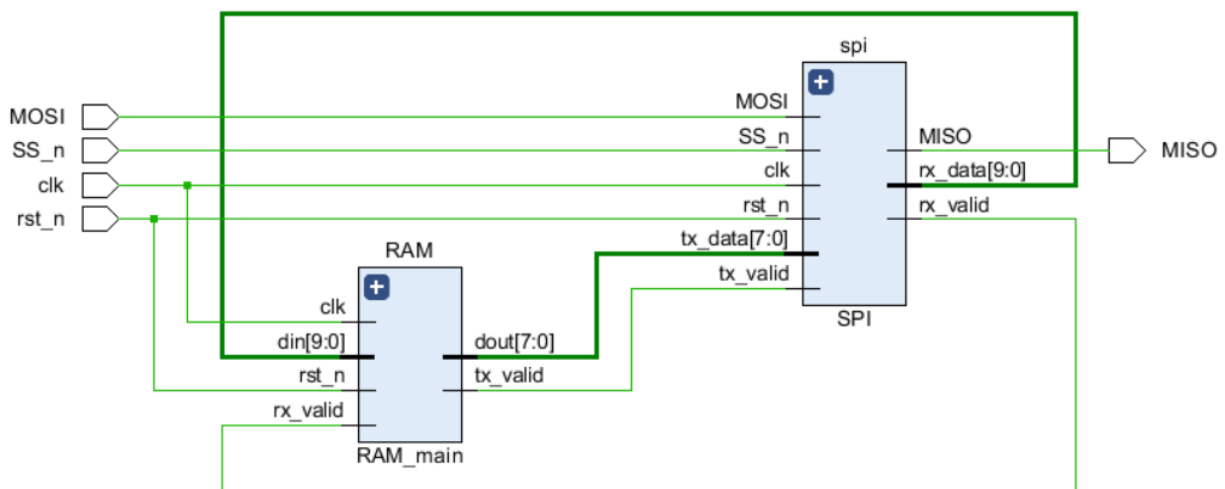 spi
MOSI
SS_n
clk
rst_n
MOSI
SS_n
clk
rst_n
tx_data[7:0]
tx_valid
MISO
rx_data[9:0]
rx_valid
SPI
MISO
RAM
clk
din[9:0]
rst_n
rx_valid
dout[7:0]
tx_valid
RAM_main